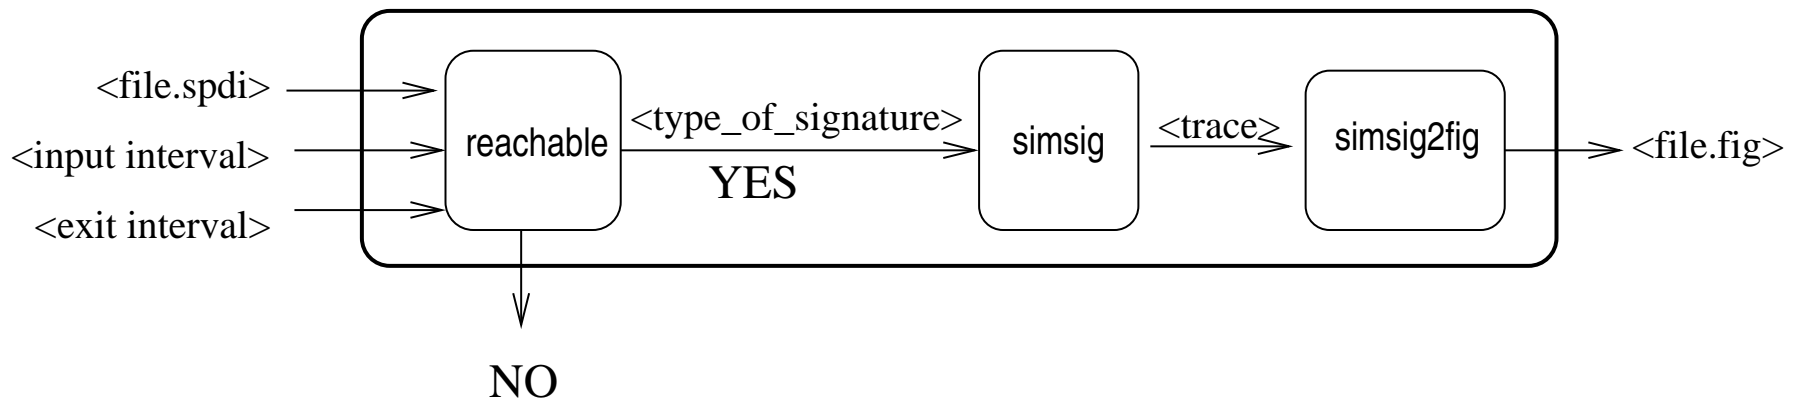 <file.spdi>
<input interval>
<exit interval>
reachable
<type_of_signature>
YES
NO
simsig
<trace>
simsig2fig
<file.fig>